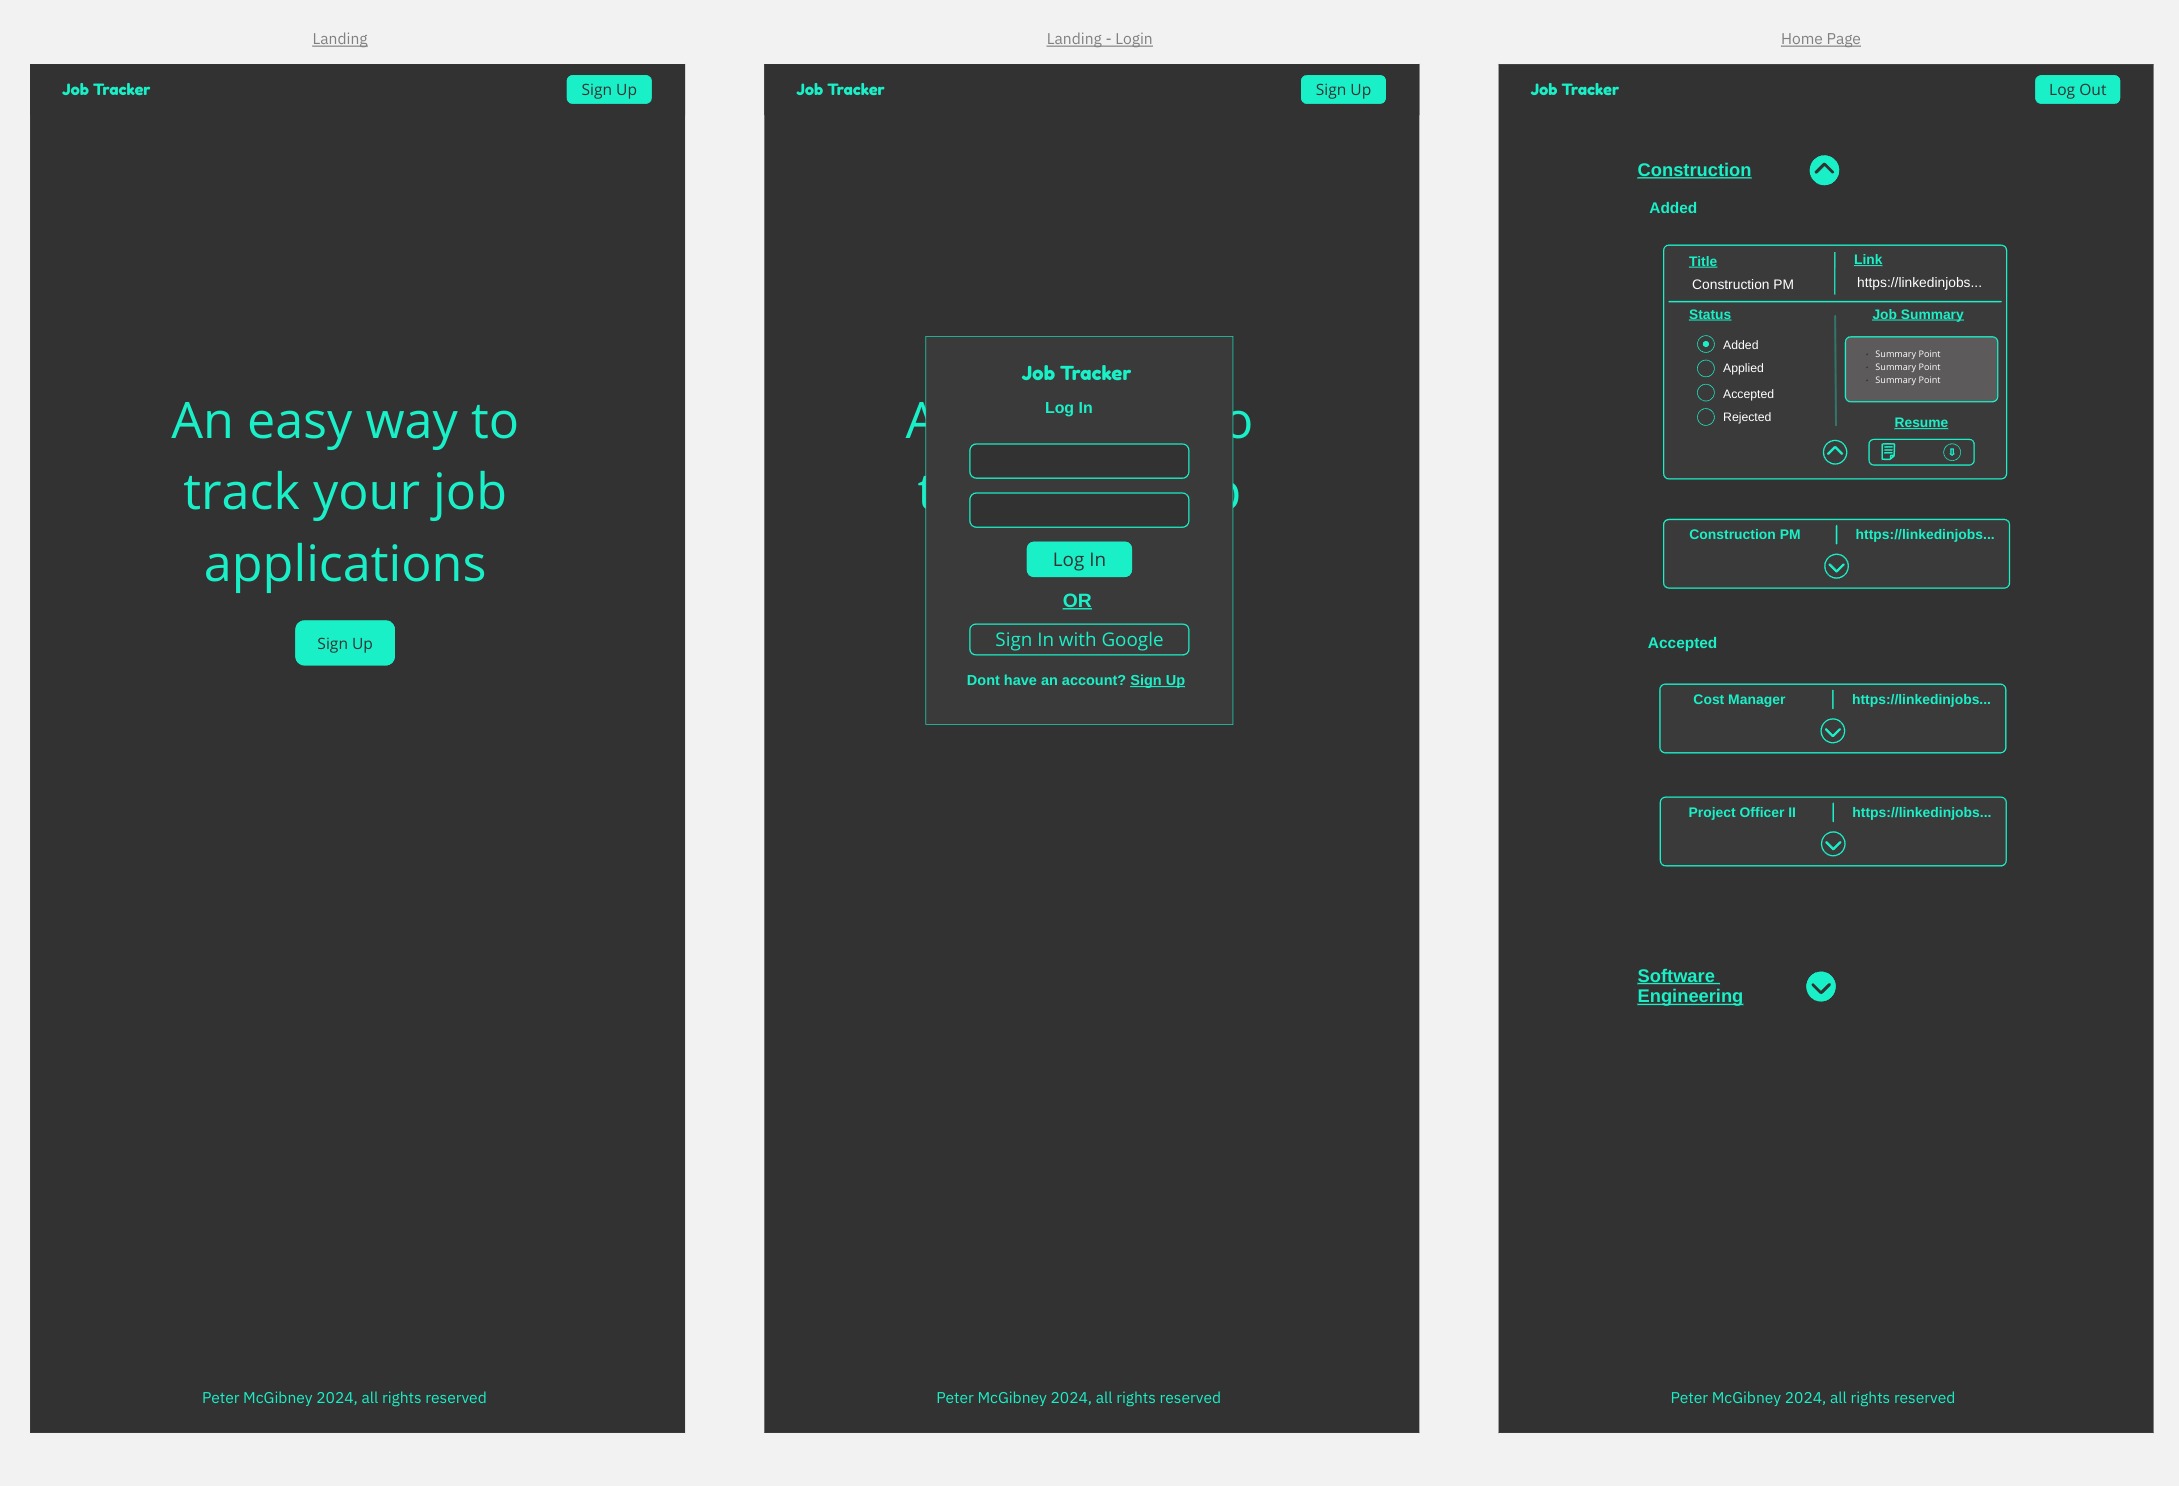 Landing
Job Tracker
Sign Up
An easy way to
track your job
applications
Sign Up
Peter McGibney 2024, all rights reserved
Landing - Login
Job Tracker
Sign Up
Job Tracker
Log In
Log In
OR
Sign In with Google
Dont have an account? Sign Up
Peter McGibney 2024, all rights reserved
Home Page
Job Tracker
Log Out
Construction
Added
Title
Link
Construction PM
https://linkedinjobs...
Status
Job Summary
Added
Applied
Accepted
Rejected
· Summary Point
· Summary Point
· Summary Point
Resume
Construction PM
https://linkedinjobs...
Accepted
Cost Manager
https://linkedinjobs...
Project Officer II
https://linkedinjobs...
Software
Engineering
Peter McGibney 2024, all rights reserved